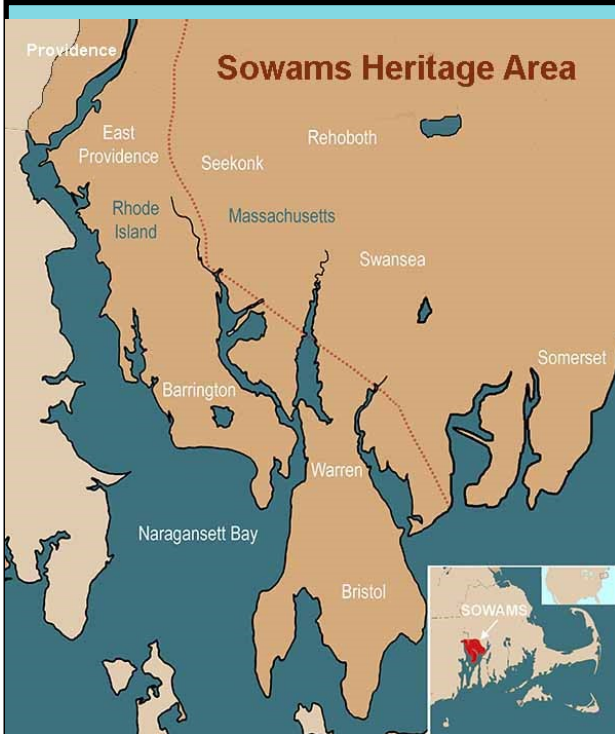 Providence
Sowams Heritage Area
East
Providence
Seekonk
Rehoboth
Rhode
Island
Massachusetts
Swansea
Somerset
Barrington
Warren
Naragansett Bay
Bristol
SOWAMS